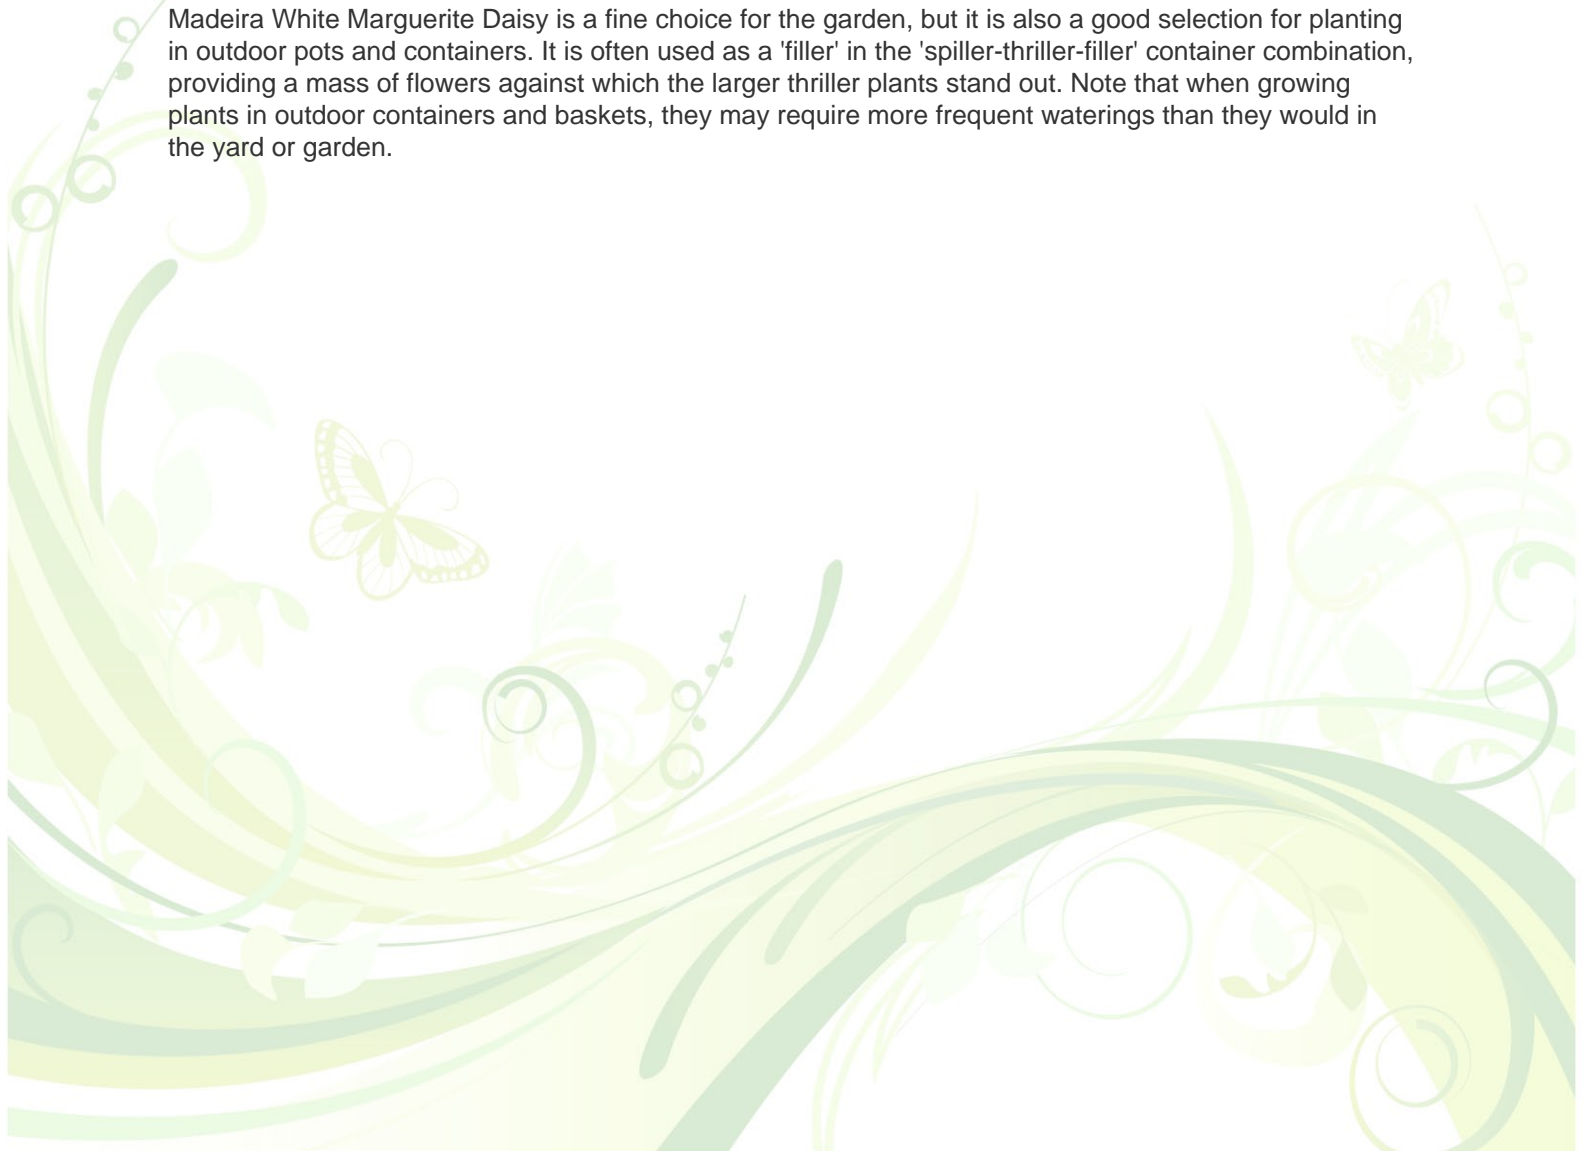 Madeira White Marguerite Daisy is a fine choice for the garden, but it is also a good selection for planting
in outdoor pots and containers. It is often used as a 'filler' in the 'spiller-thriller-filler' container combination,
providing a mass of flowers against which the larger thriller plants stand out. Note that when growing
plants in outdoor containers and baskets, they may require more frequent waterings than they would in
the yard or garden.